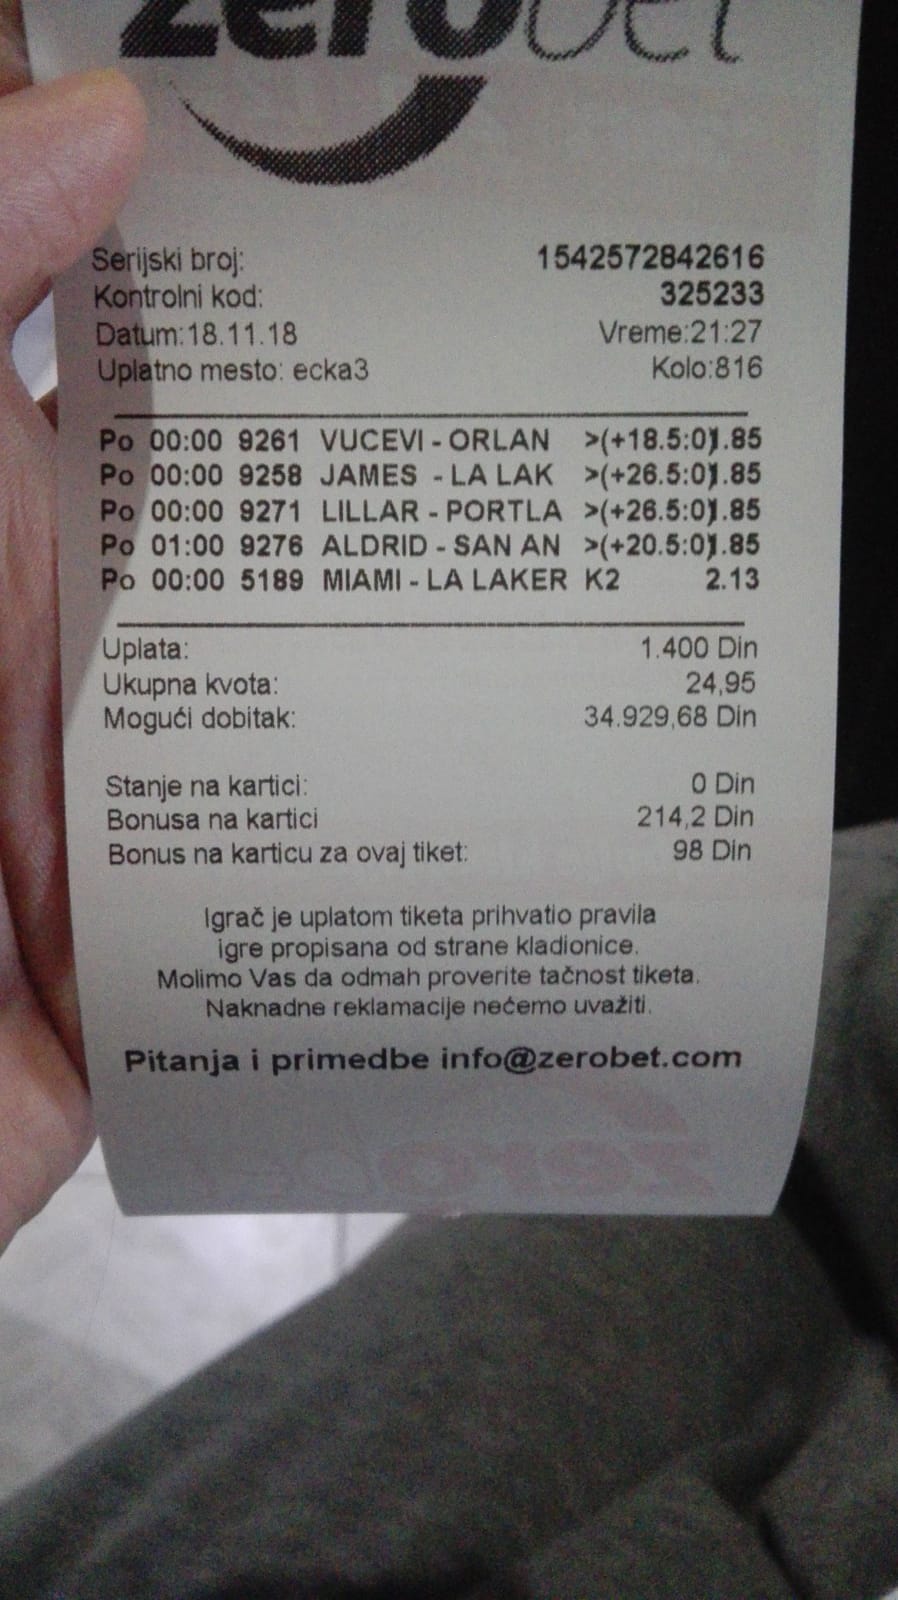 zerobet
Serijski broj: 1542572842616
Kontrolni kod: 325233
Datum:18.11.18 Vreme:21:27
Uplatno mesto: ecka3 Kolo:816
Po 00:00 9261 VUCEVI - ORLAN >(+18.5:0).85
Po 00:00 9258 JAMES - LA LAK >(+26.5:0).85
Po 00:00 9271 LILLAR - PORTLA >(+26.5:0).85
Po 01:00 9276 ALDRID - SAN AN >(+20.5:0).85
Po 00:00 5189 MIAMI - LA LAKER K2 2.13
Uplata: 1.400 Din
Ukupna kvota: 24,95
Mogući dobitak: 34.929,68 Din
Stanje na kartici: 0 Din
Bonusa na kartici 214,2 Din
Bonus na karticu za ovaj tiket: 98 Din
Igrač je uplatom tiketa prihvatio pravila
igre propisana od strane kladionice.
Molimo Vas da odmah proverite tačnost tiketa.
Naknadne reklamacije nećemo uvažiti.
Pitanja i primedbe info@zerobet.com